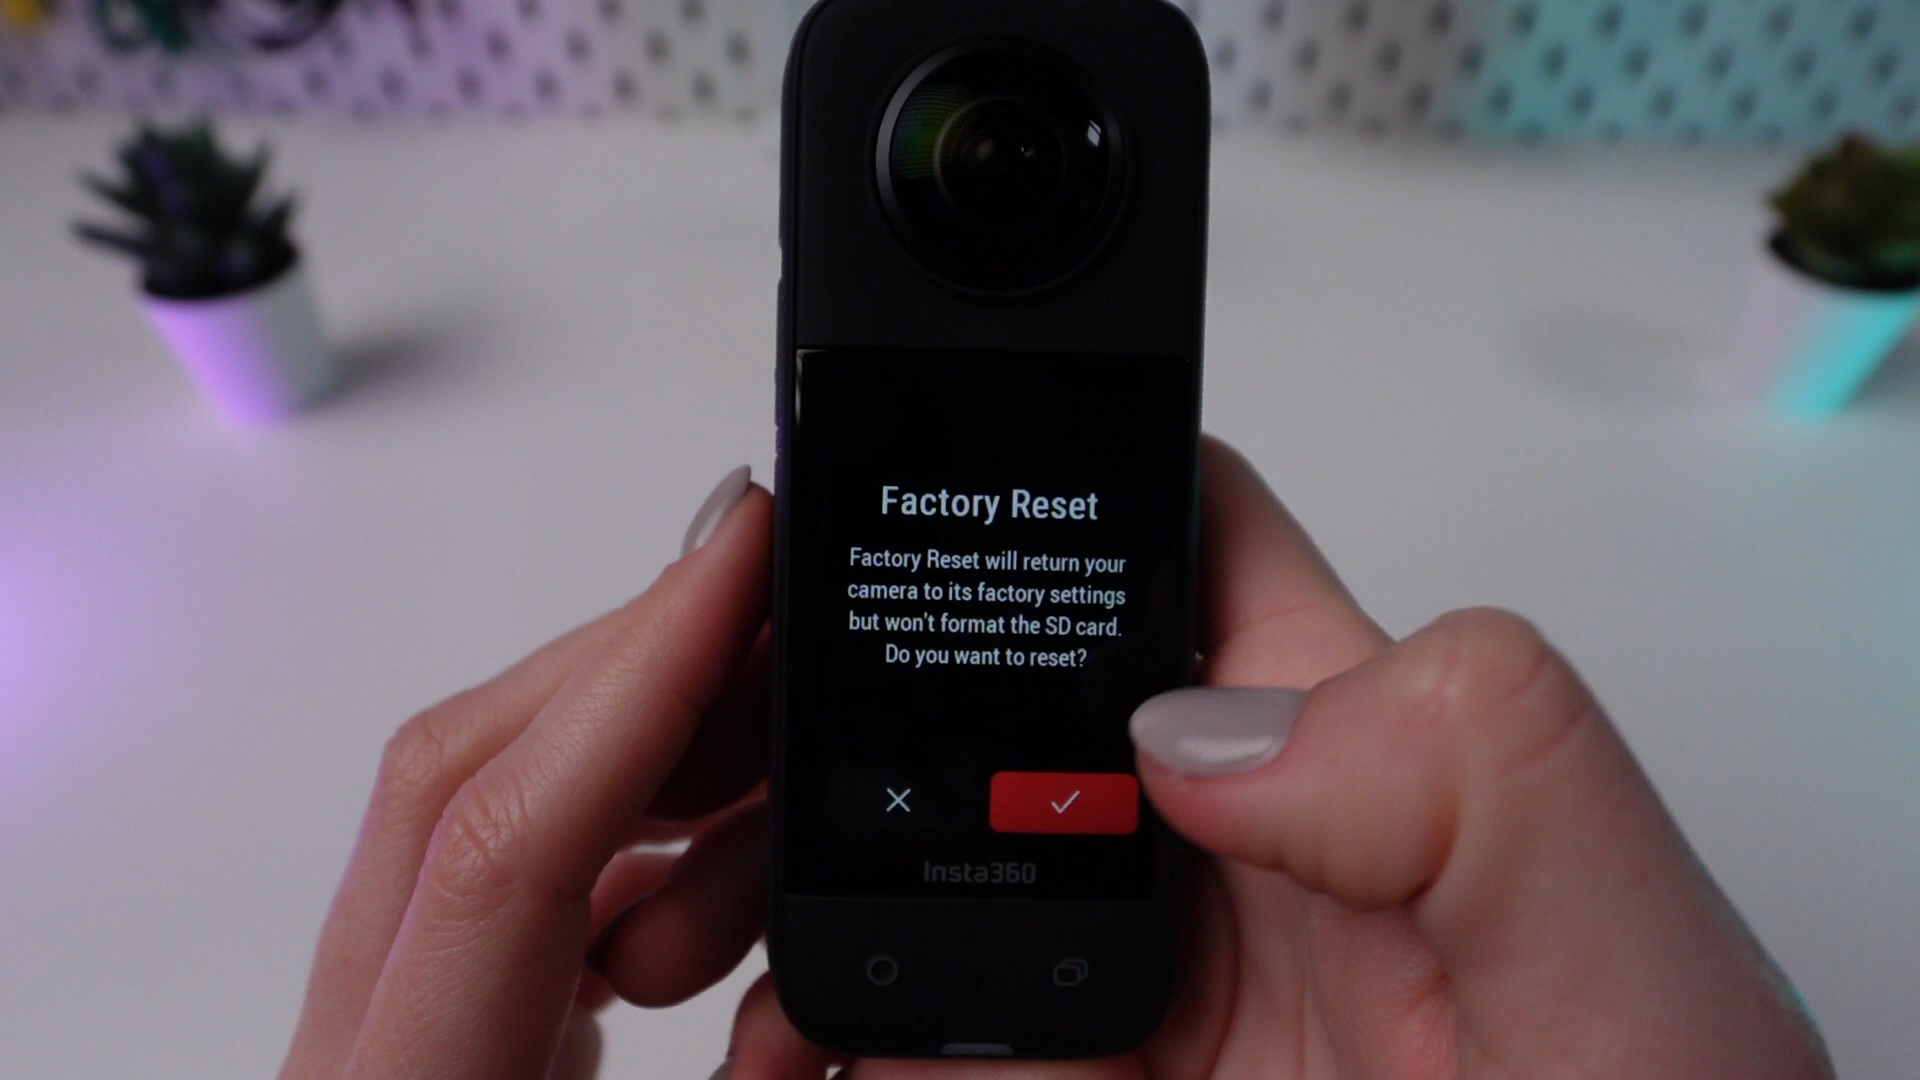 Factory Reset
Factory Reset will return your
camera to its factory settings
but won't format the SD card.
Do you want to reset?
Insta360